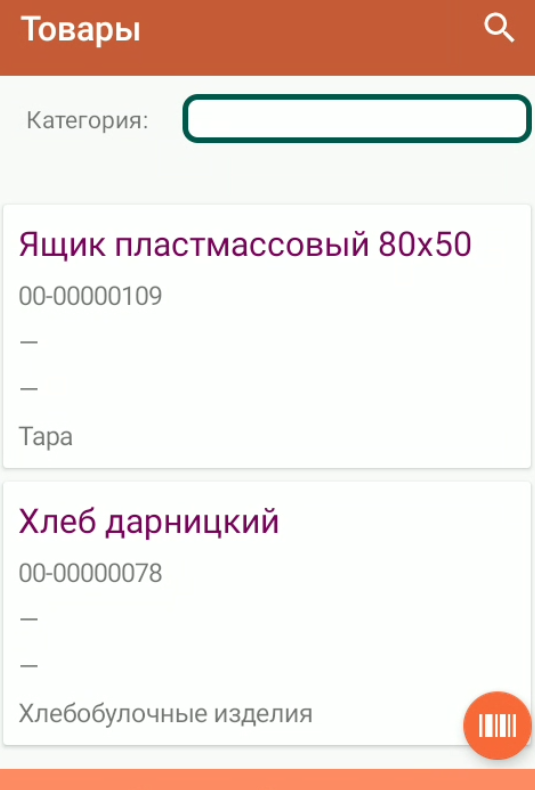 Товары
Категория:
Ящик пластмассовый 80х50
00-00000109
—
—
Тара
Хлеб дарницкий
00-00000078
—
—
Хлебобулочные изделия